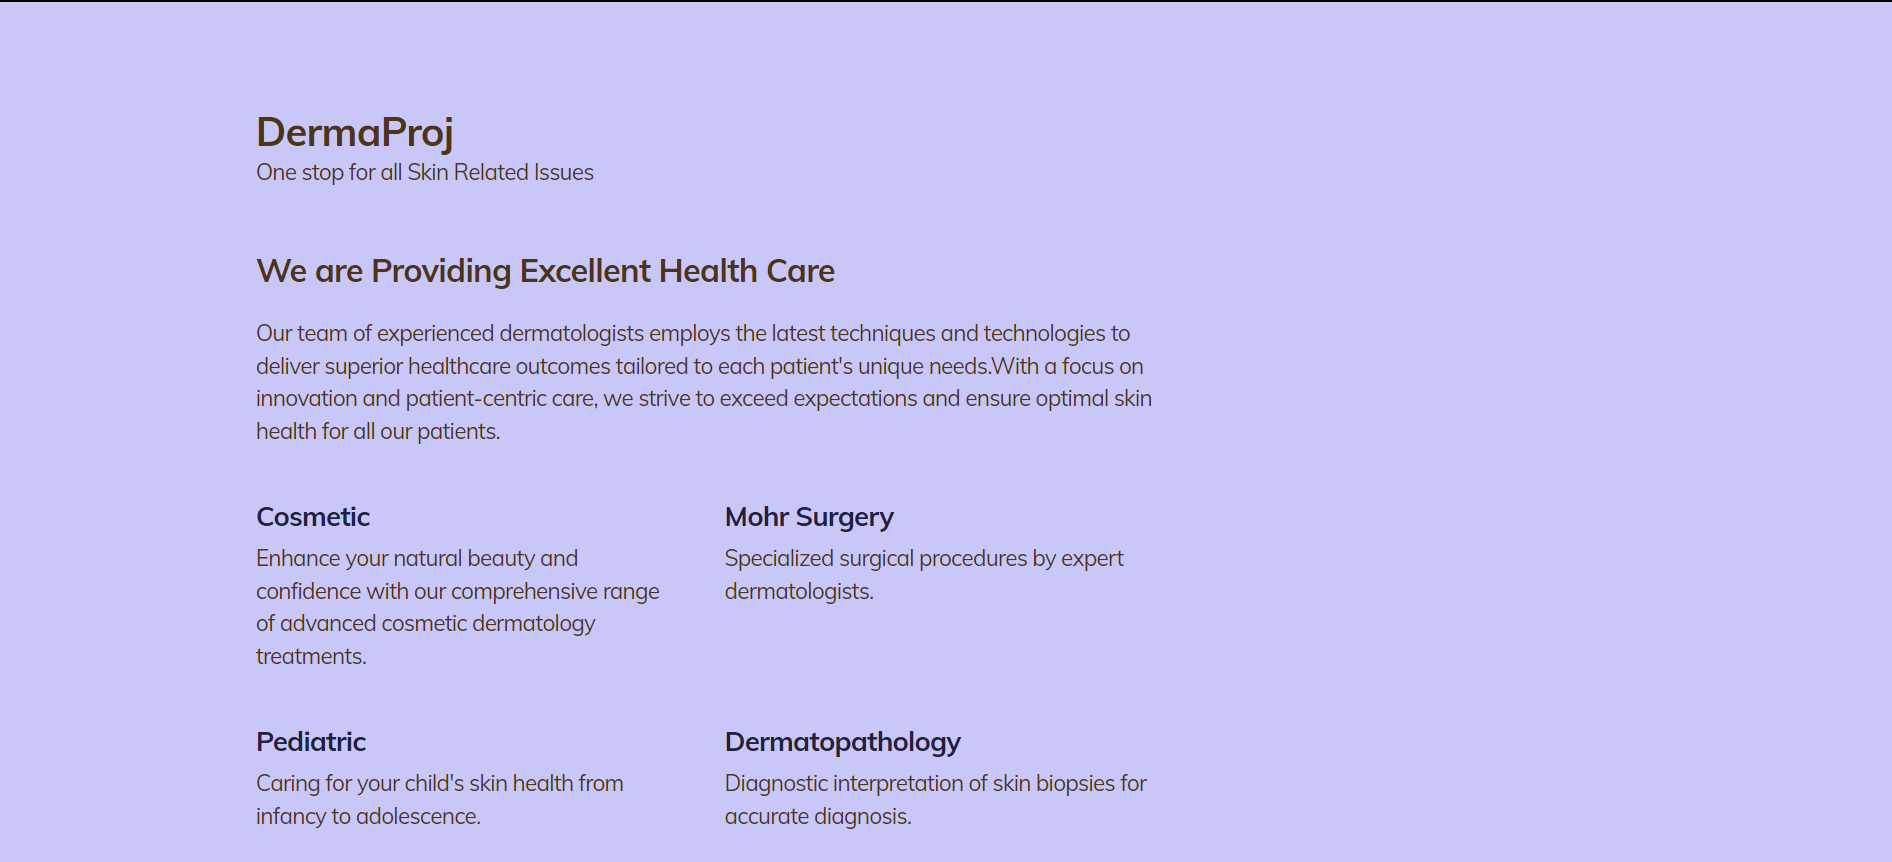 DermaProj
One stop for all Skin Related Issues
We are Providing Excellent Health Care
Our team of experienced dermatologists employs the latest techniques and technologies to
deliver superior healthcare outcomes tailored to each patient's unique needs.With a focus on
innovation and patient-centric care, we strive to exceed expectations and ensure optimal skin
health for all our patients.
Cosmetic
Enhance your natural beauty and
confidence with our comprehensive range
of advanced cosmetic dermatology
treatments.
Mohr Surgery
Specialized surgical procedures by expert
dermatologists.
Pediatric
Caring for your child's skin health from
infancy to adolescence.
Dermatopathology
Diagnostic interpretation of skin biopsies for
accurate diagnosis.